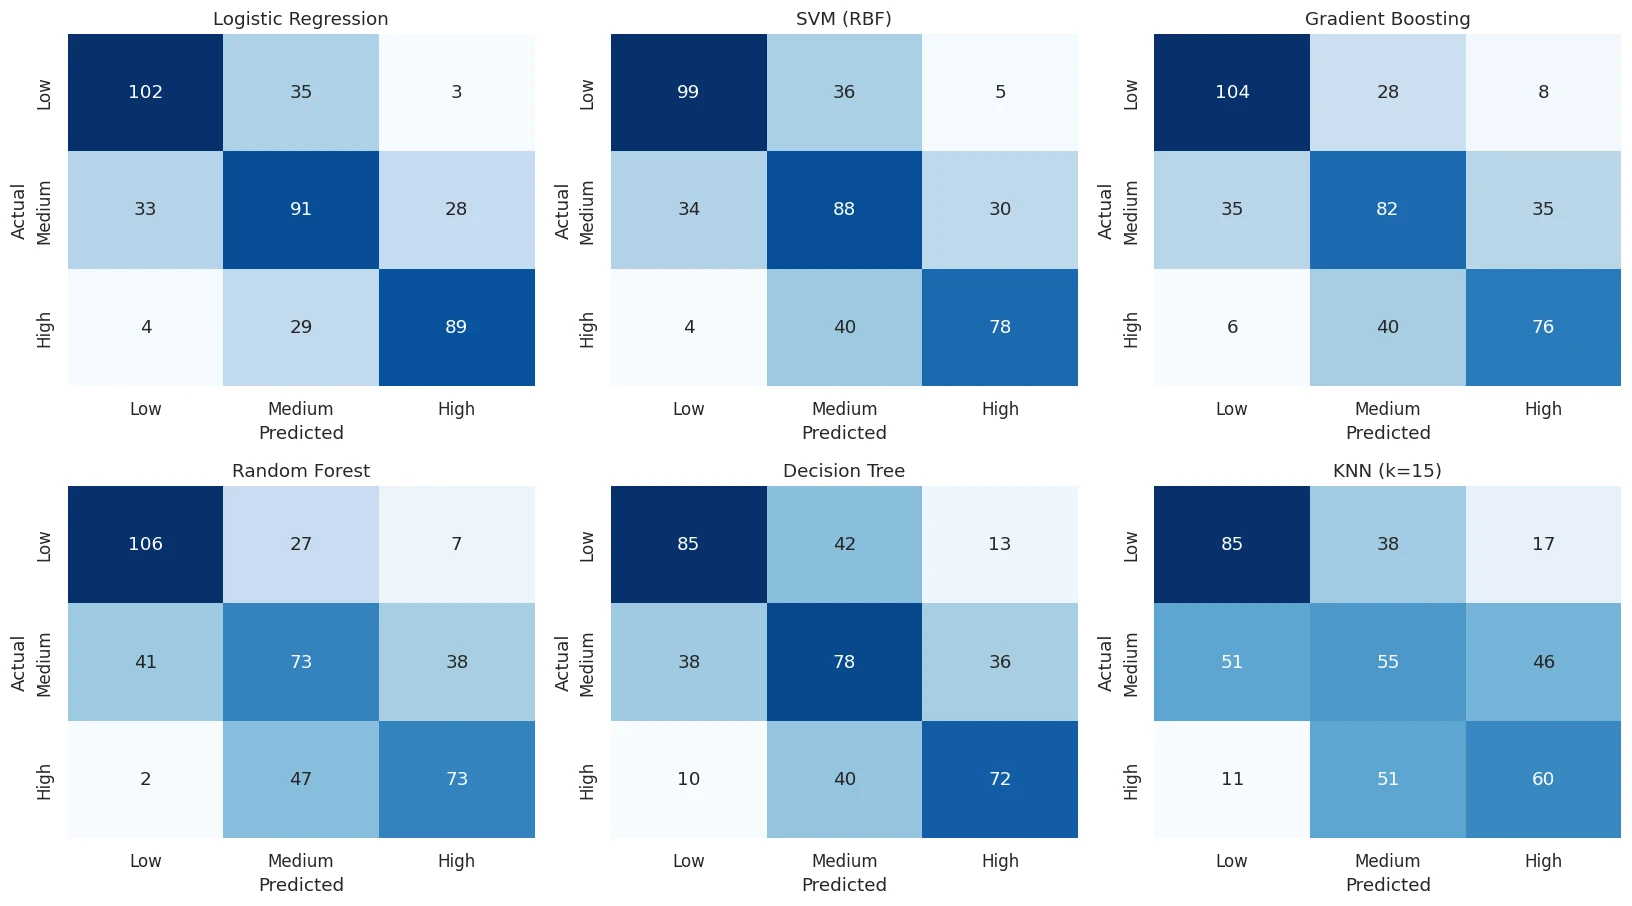 Logistic Regression
Low
102
35
3
Actual
Medium
33
91
28
High
4
29
89
Low
Medium
High
Predicted
SVM (RBF)
Low
99
36
5
Actual
Medium
34
88
30
High
4
40
78
Low
Medium
High
Predicted
Gradient Boosting
Low
104
28
8
Actual
Medium
35
82
35
High
6
40
76
Low
Medium
High
Predicted
Random Forest
Low
106
27
7
Actual
Medium
41
73
38
High
2
47
73
Low
Medium
High
Predicted
Decision Tree
Low
85
42
13
Actual
Medium
38
78
36
High
10
40
72
Low
Medium
High
Predicted
KNN (k=15)
Low
85
38
17
Actual
Medium
51
55
46
High
11
51
60
Low
Medium
High
Predicted